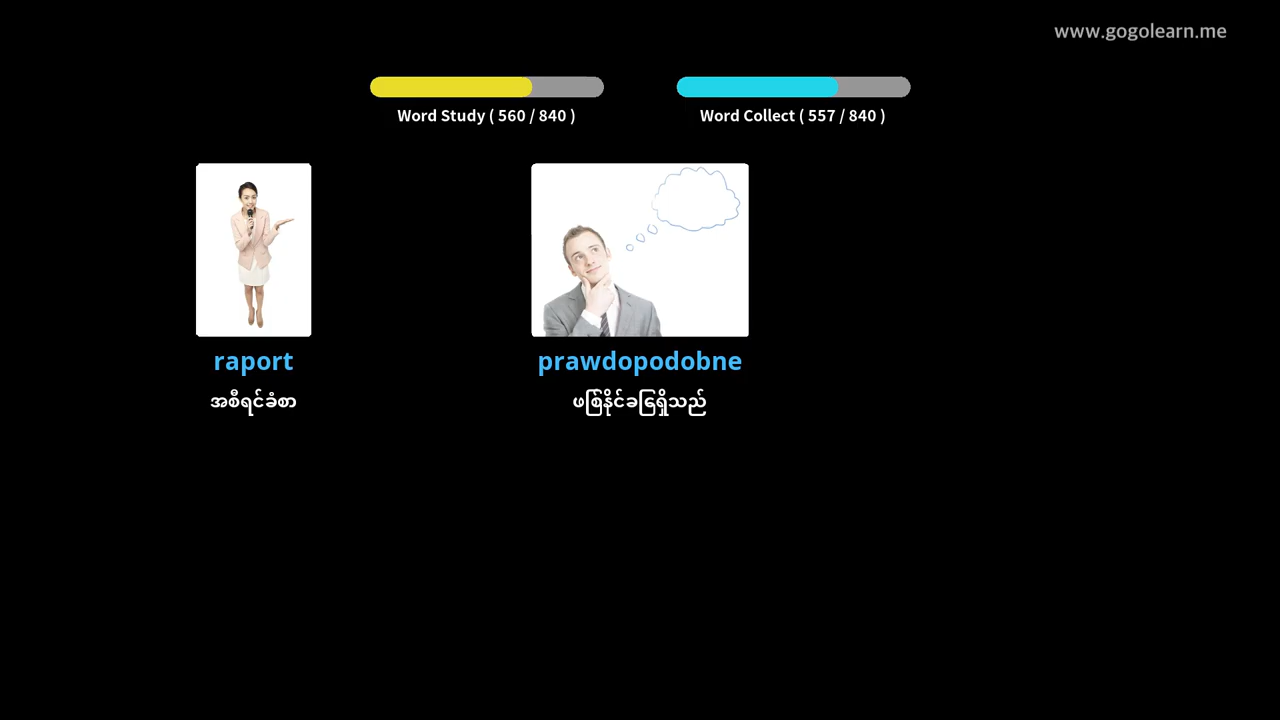 www.gogolearn.me
Word Study ( 560 / 840 )
Word Collect ( 557 / 840 )
raport
prawdopodobne
အစီရင်ခံစာ
ဖြစ်နိုင်ခြေရှိသည်